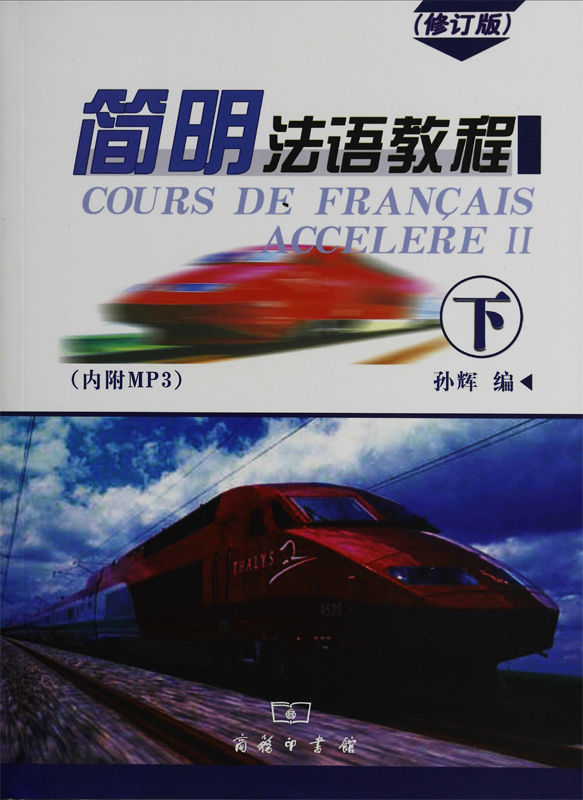 (修订版)
简明 法语教程
COURS DE FRANÇAIS
ACCELERE II
下
(内附MP3)
孙辉 编
THALYS
4536
商务印书馆